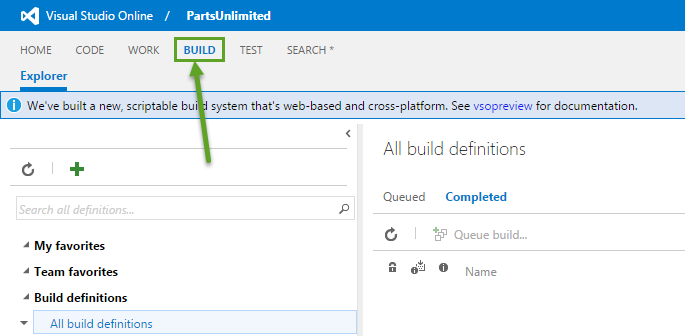 Visual Studio Online / PartsUnlimited
HOME CODE WORK BUILD TEST SEARCH *
Explorer
We've built a new, scriptable build system that's web-based and cross-platform. See vsopreview for documentation.
All build definitions
Queued Completed
Queue build...
Search all definitions...
Name
My favorites
Team favorites
Build definitions
All build definitions